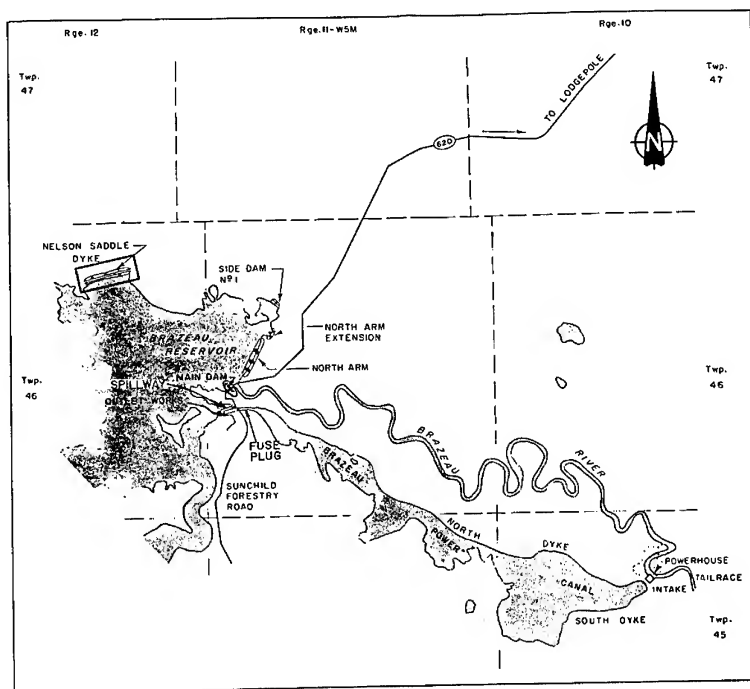 Rge. 12
Rge. 11-W5M
Rge. 10
Twp.
47
Twp.
47
TO LODGEPOLE
620
N
NELSON SADDLE
DYKE
SIDE DAM
Nº 1
NORTH ARM
EXTENSION
BRAZEAU
RESERVOIR
NORTH ARM
MAIN DAM
SPILLWAY
Twp.
46
Twp.
46
OUTLET WORKS
FUSE
PLUG
BRAZEAU
RIVER
SUNCHILD
FORESTRY
ROAD
BRAZEAU
POWER
CANAL
NORTH
DYKE
POWERHOUSE
TAILRACE
INTAKE
SOUTH DYKE
Twp.
45